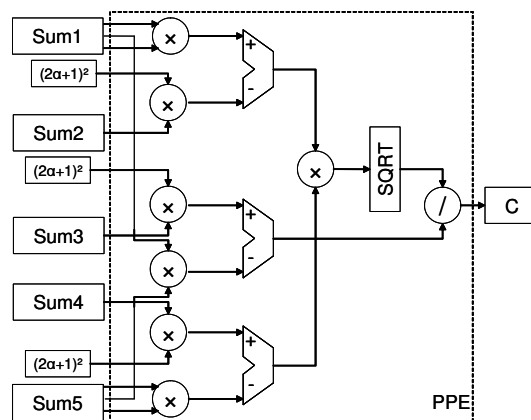 Sum1
×
+
(2α+1)²
×
-
Sum2
SQRT
(2α+1)²
×
×
+
/
C
Sum3
×
-
Sum4
×
+
(2α+1)²
-
Sum5
×
PPE